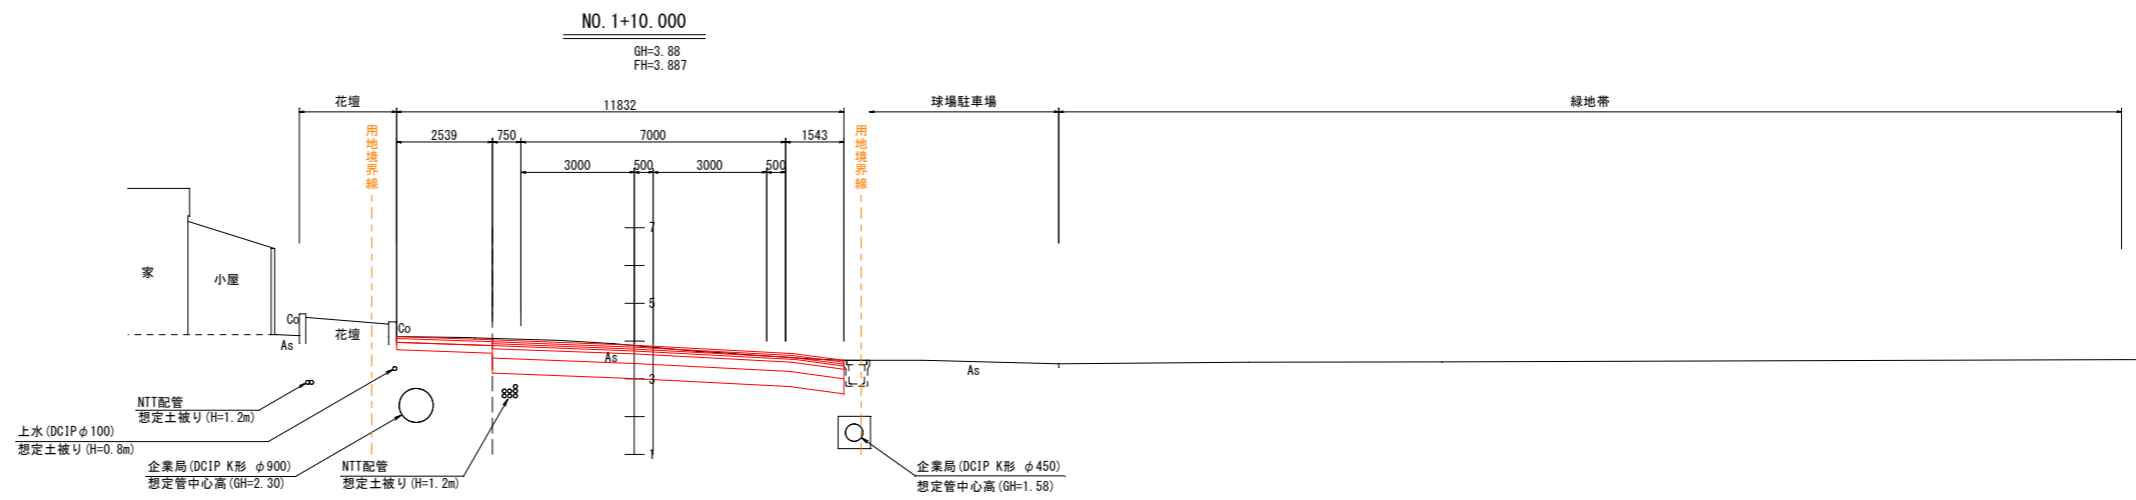 NO.1+10.000
GH=3.88
FH=3.887
花壇
11832
球場駐車場
緑地帯
2539
750
7000
1543
3000
500
3000
500
用地境界線
用地境界線
7
5
3
1
家
小屋
Co
花壇
Co
As
As
As
NTT配管
想定土被り(H=1.2m)
上水(DCIPφ100)
想定土被り(H=0.8m)
企業局(DCIP K形 φ900)
想定管中心高(GH=2.30)
NTT配管
想定土被り(H=1.2m)
企業局(DCIP K形 φ450)
想定管中心高(GH=1.58)